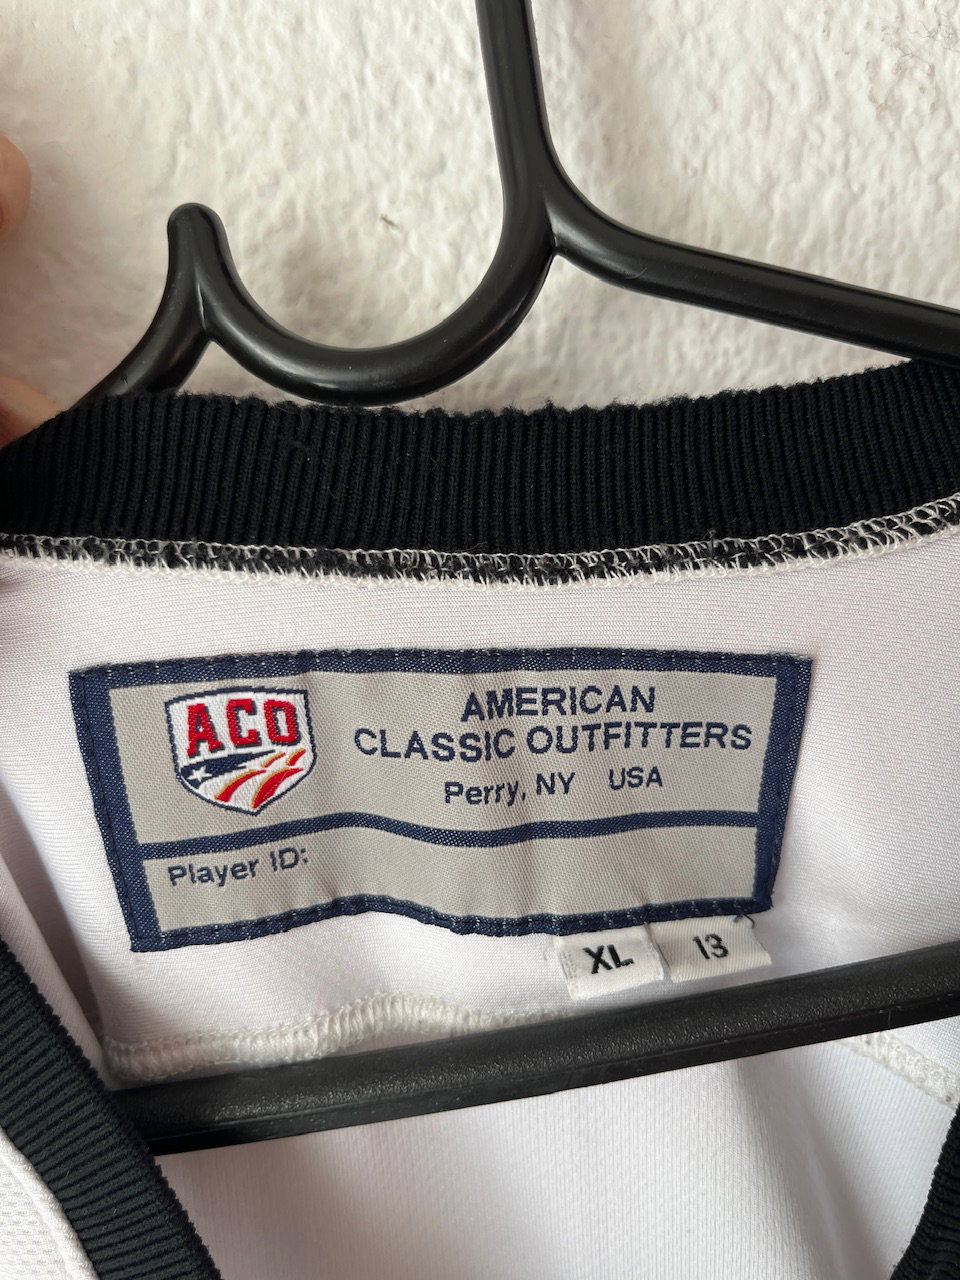 ACO
AMERICAN
CLASSIC OUTFITTERS
Perry, NY USA
Player ID:
XL 13